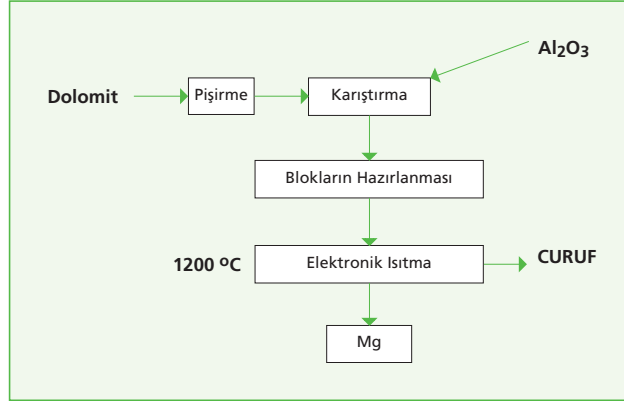 Al₂O₃
Dolomit
Pişirme
Karıştırma
Blokların Hazırlanması
1200 ºC
Elektronik Isıtma
CURUF
Mg